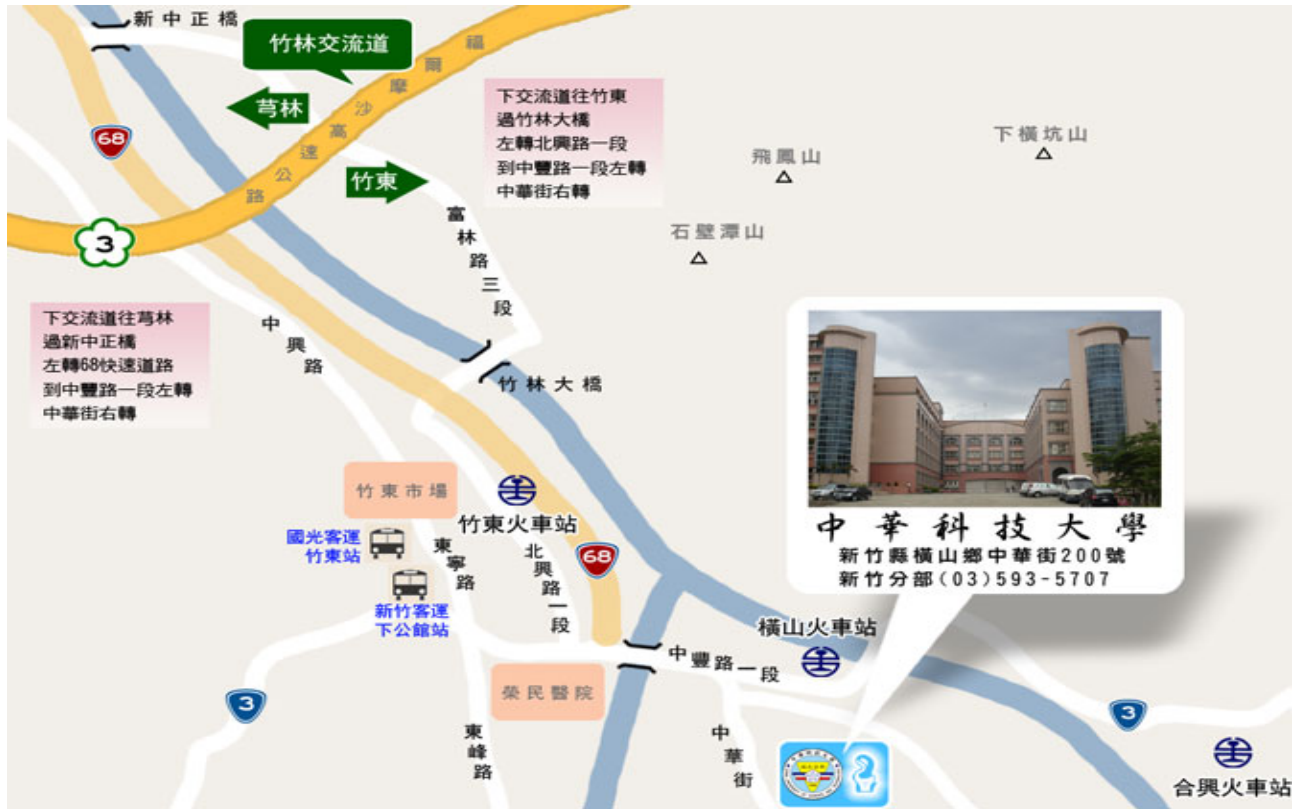 新中正橋
竹林交流道
福爾摩沙高速公路
芎林
竹東
68
3
下交流道往竹東
過竹林大橋
左轉北興路一段
到中豐路一段左轉
中華街右轉
飛鳳山
下橫坑山
石壁潭山
富林路三段
下交流道往芎林
過新中正橋
左轉68快速道路
到中豐路一段左轉
中華街右轉
中興路
竹林大橋
中華科技大學
新竹縣橫山鄉中華街200號
新竹分部(03)593-5707
竹東市場
竹東火車站
國光客運
竹東站
新竹客運
下公館站
東寧路
北興路一段
68
橫山火車站
中豐路一段
榮民醫院
3
東峰路
中華街
3
合興火車站